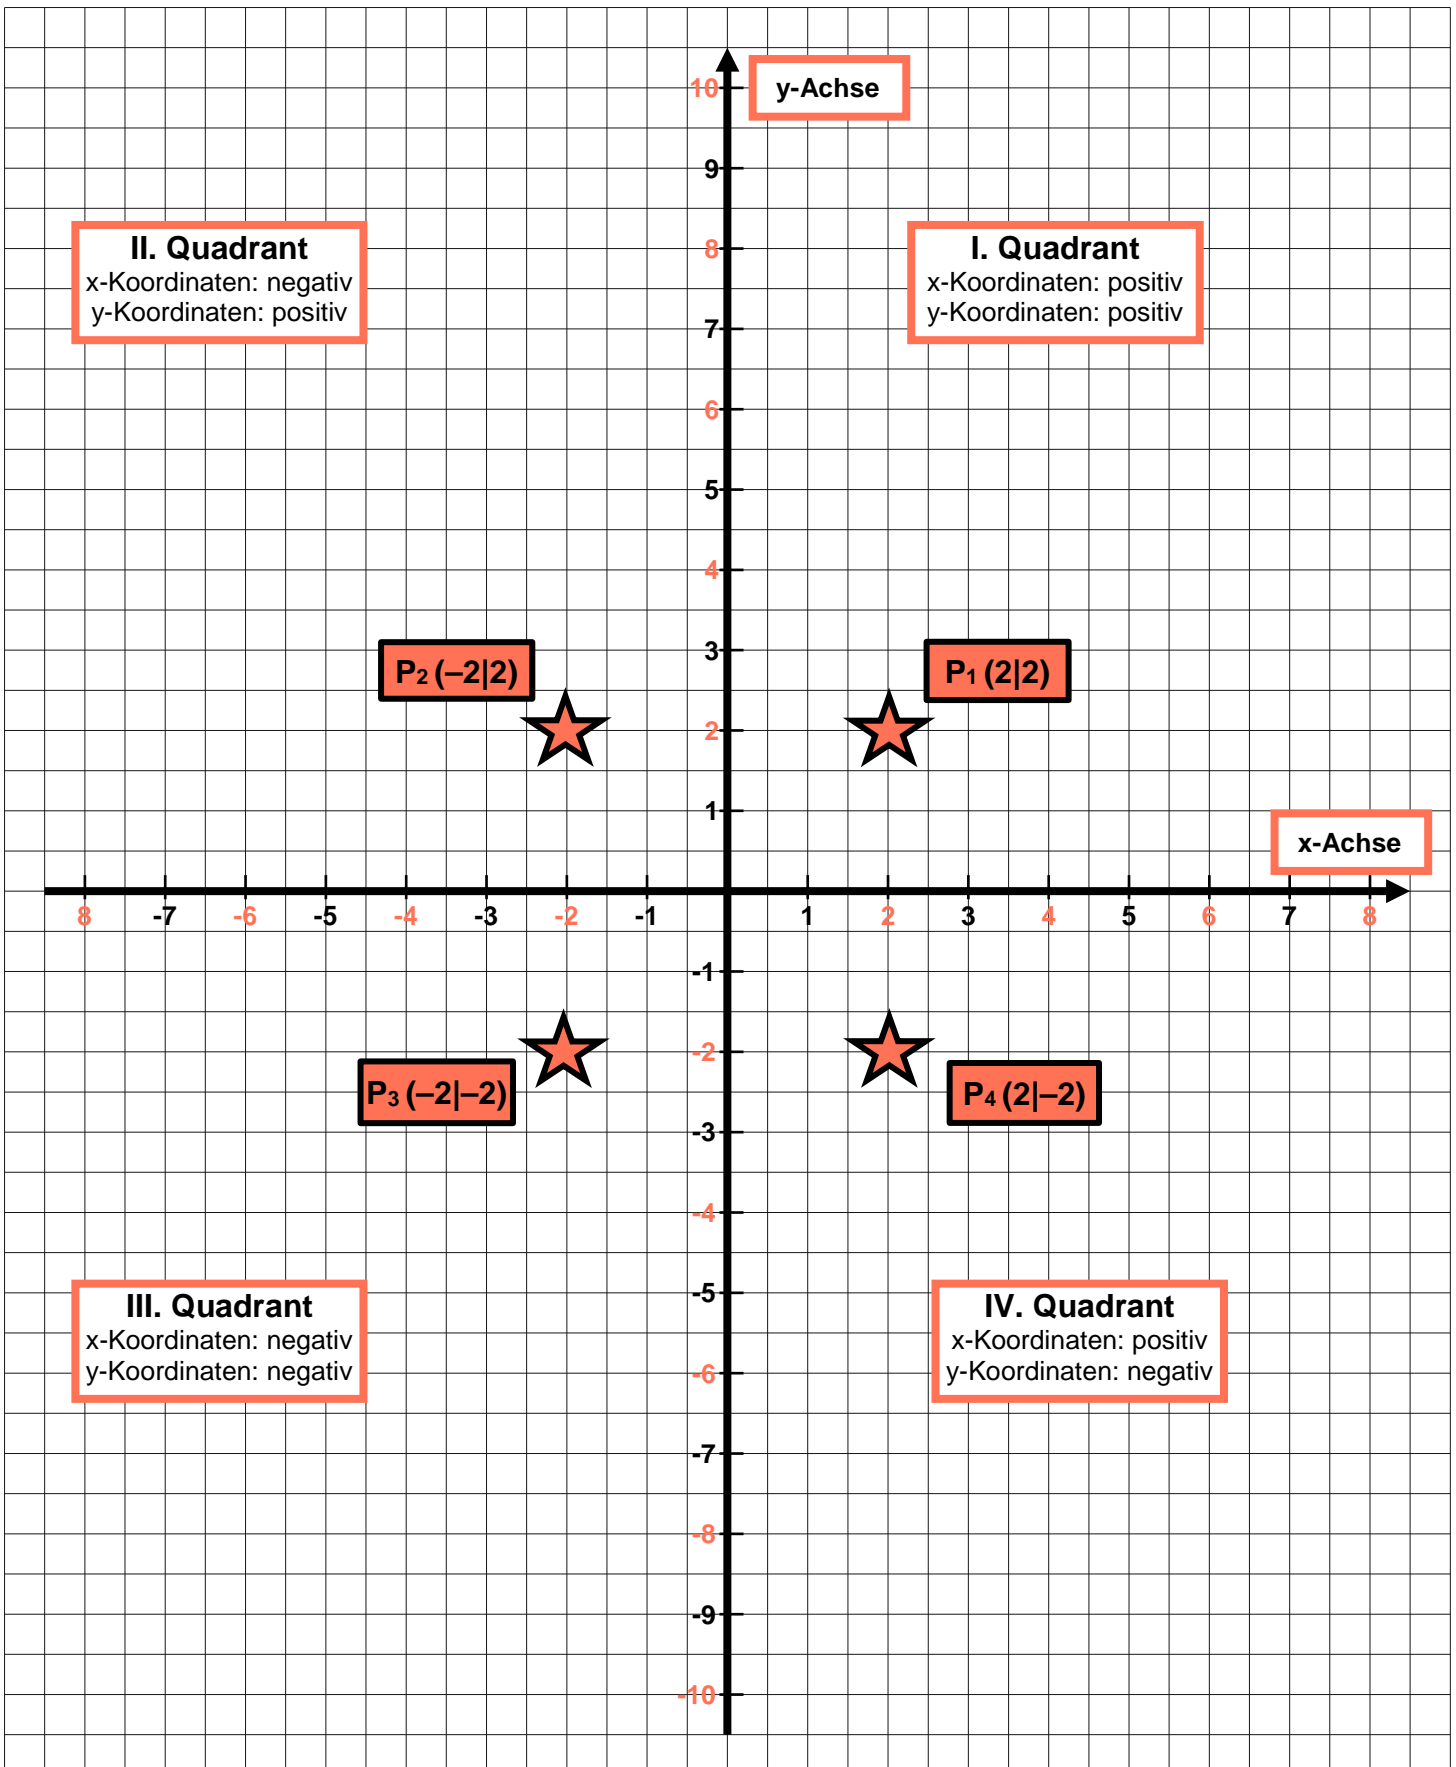 10
y-Achse
9
II. Quadrant
x-Koordinaten: negativ
y-Koordinaten: positiv
8
I. Quadrant
x-Koordinaten: positiv
y-Koordinaten: positiv
7
6
5
4
3
P2 (–2|2)
P1 (2|2)
2
1
x-Achse
8 -7 -6 -5 -4 -3 -2 -1 1 2 3 4 5 6 7 8
-1
-2
P3 (–2|–2)
P4 (2|–2)
-3
-4
III. Quadrant
x-Koordinaten: negativ
y-Koordinaten: negativ
-5
IV. Quadrant
x-Koordinaten: positiv
y-Koordinaten: negativ
-6
-7
-8
-9
-10